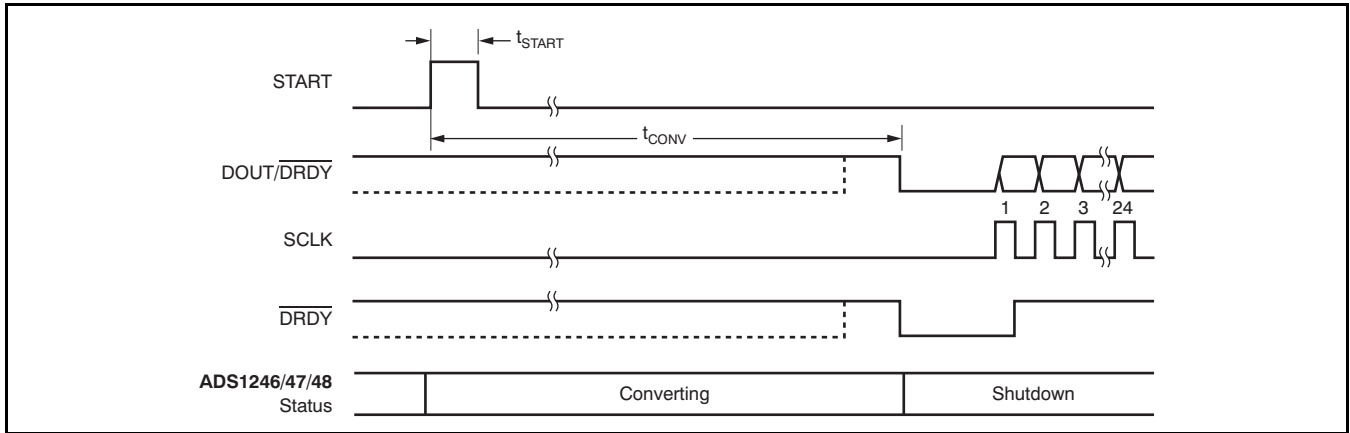 tSTART
START
tCONV
DOUT/DRDY
1 2 3 24
SCLK
DRDY
ADS1246/47/48
Status
Converting
Shutdown